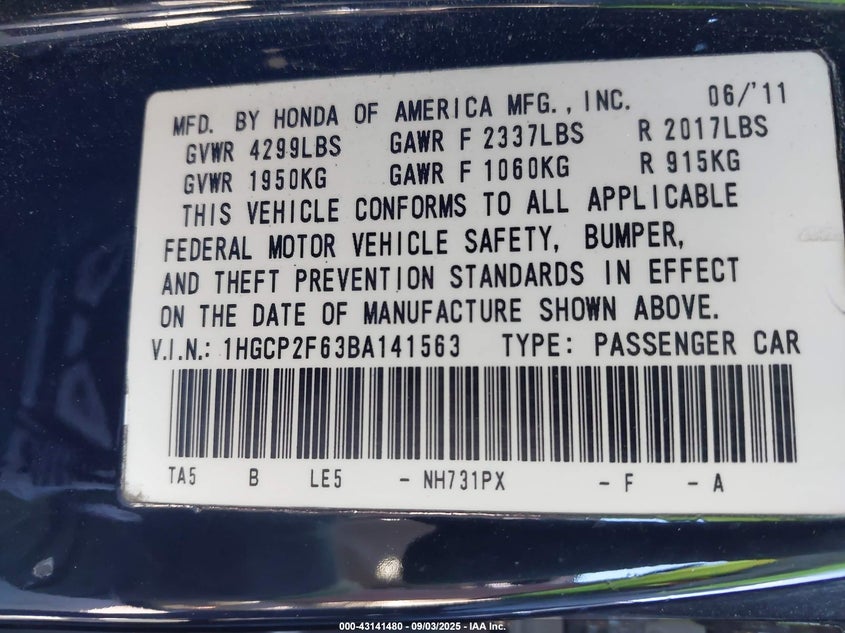 MFD. BY HONDA OF AMERICA MFG., INC. 06/'11
GVWR 4299LBS GAWR F 2337LBS R 2017LBS
GVWR 1950KG GAWR F 1060KG R 915KG
THIS VEHICLE CONFORMS TO ALL APPLICABLE
FEDERAL MOTOR VEHICLE SAFETY, BUMPER,
AND THEFT PREVENTION STANDARDS IN EFFECT
ON THE DATE OF MANUFACTURE SHOWN ABOVE.
V.I.N.: 1HGCP2F63BA141563 TYPE: PASSENGER CAR
TA5 B LE5 - NH731PX - F - A
000-43141480 - 09/03/2025 - IAA Inc.